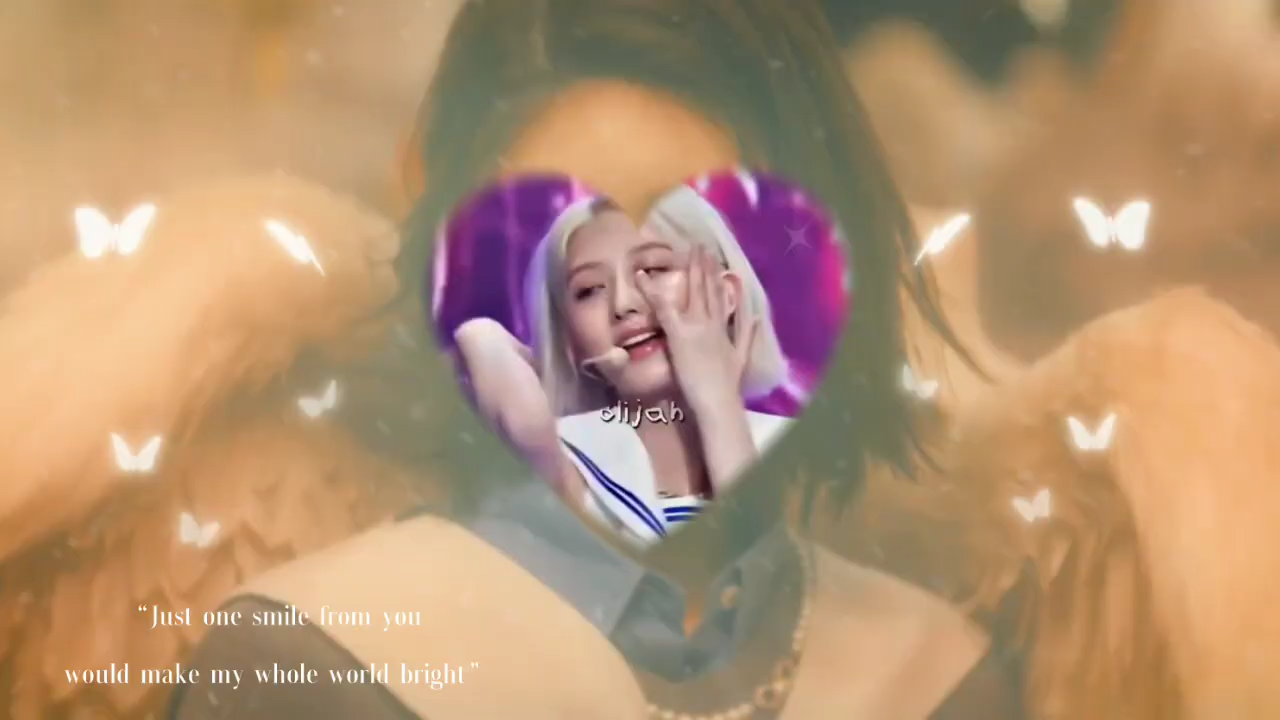 elijah
“Just one smile from you
would make my whole world bright”